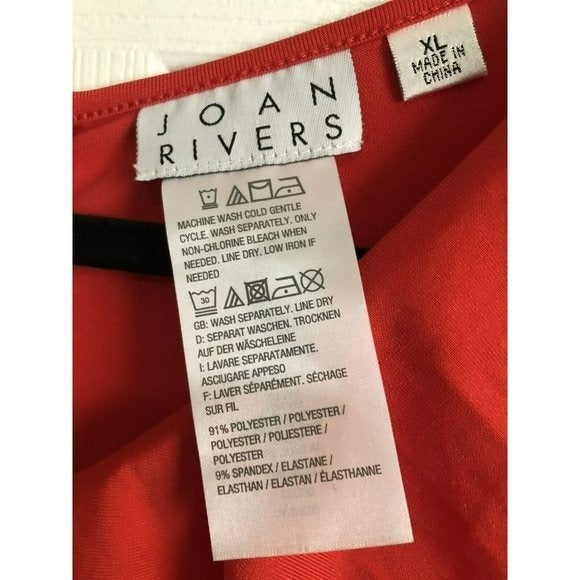 JOAN
RIVERS
XL
MADE IN
CHINA
MACHINE WASH COLD GENTLE
CYCLE. WASH SEPARATELY. ONLY
NON-CHLORINE BLEACH WHEN
NEEDED. LINE DRY. LOW IRON IF
NEEDED
30
GB: WASH SEPARATELY. LINE DRY
D: SEPARAT WASCHEN. TROCKNEN
AUF DER WÄSCHELEINE
I: LAVARE SEPARATAMENTE.
ASCIUGARE APPESO
F: LAVER SÉPARÉMENT. SÉCHAGE
SUR FIL
91% POLYESTER / POLYESTER /
POLYESTER / POLIESTERE /
POLYESTER
9% SPANDEX / ELASTANE /
ELASTHAN / ELASTAN / ÉLASTHANNE